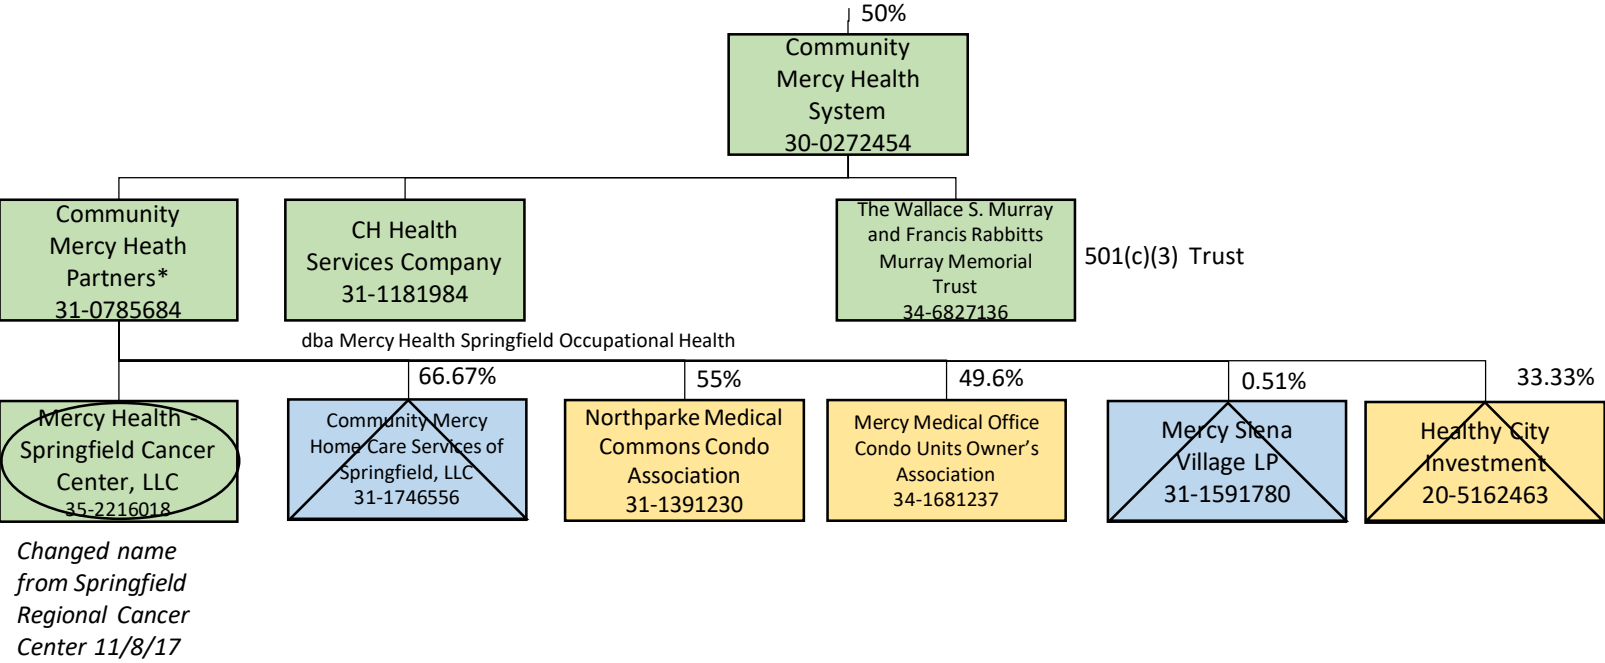 50%
Community
Mercy Health
System
30-0272454
Community
Mercy Heath
Partners*
31-0785684
CH Health
Services Company
31-1181984
The Wallace S. Murray
and Francis Rabbitts
Murray Memorial
Trust
34-6827136
501(c)(3) Trust
dba Mercy Health Springfield Occupational Health
66.67%
55%
49.6%
0.51%
33.33%
Mercy Health -
Springfield Cancer
Center, LLC
35-2216018
Community Mercy
Home Care Services of
Springfield, LLC
31-1746556
Northparke Medical
Commons Condo
Association
31-1391230
Mercy Medical Office
Condo Units Owner's
Association
34-1681237
Mercy Siena
Village LP
31-1591780
Healthy City
Investment
20-5162463
Changed name
from Springfield
Regional Cancer
Center 11/8/17